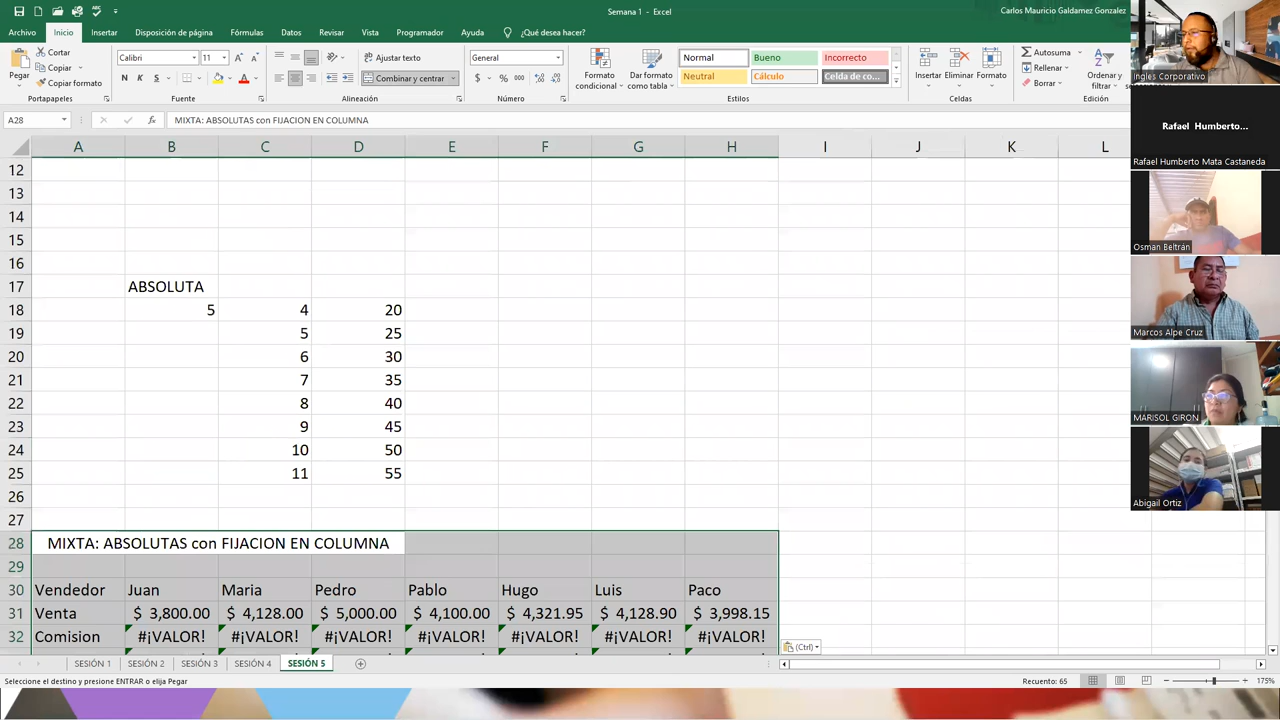 Semana 1 - Excel
Carlos Mauricio Galdamez Gonzalez
Archivo Inicio Insertar Disposición de página Fórmulas Datos Revisar Vista Programador Ayuda ¿Qué desea hacer?
Pegar
Cortar
Copiar
Copiar formato
Portapapeles
Calibri 11
N K S
Fuente
Ajustar texto
Combinar y centrar
Alineación
General
$ % 000
Número
Formato condicional
Dar formato como tabla
Normal Bueno Incorrecto
Neutral Cálculo Celda de co...
Estilos
Insertar Eliminar Formato
Celdas
Autosuma
Rellenar
Borrar
Ordenar y filtrar
Edición
A28 fx MIXTA: ABSOLUTAS con FIJACION EN COLUMNA
A B C D E F G H I J K L
12
13
14
15
16
17 ABSOLUTA
18 5 4 20
19 5 25
20 6 30
21 7 35
22 8 40
23 9 45
24 10 50
25 11 55
26
27
28 MIXTA: ABSOLUTAS con FIJACION EN COLUMNA
29
30 Vendedor Juan Maria Pedro Pablo Hugo Luis Paco
31 Venta $ 3,800.00 $ 4,128.00 $ 5,000.00 $ 4,100.00 $ 4,321.95 $ 4,128.90 $ 3,998.15
32 Comision #¡VALOR! #¡VALOR! #¡VALOR! #¡VALOR! #¡VALOR! #¡VALOR! #¡VALOR!
(Ctrl)
SESIÓN 1 SESIÓN 2 SESIÓN 3 SESIÓN 4 SESIÓN 5
Seleccione el destino y presione ENTRAR o elija Pegar
Recuento: 65
175%
Ingles Corporativo
Rafael Humberto...
Rafael Humberto Mata Castaneda
Osman Beltrán
Marcos Alpe Cruz
MARISOL GIRON
Abigail Ortiz